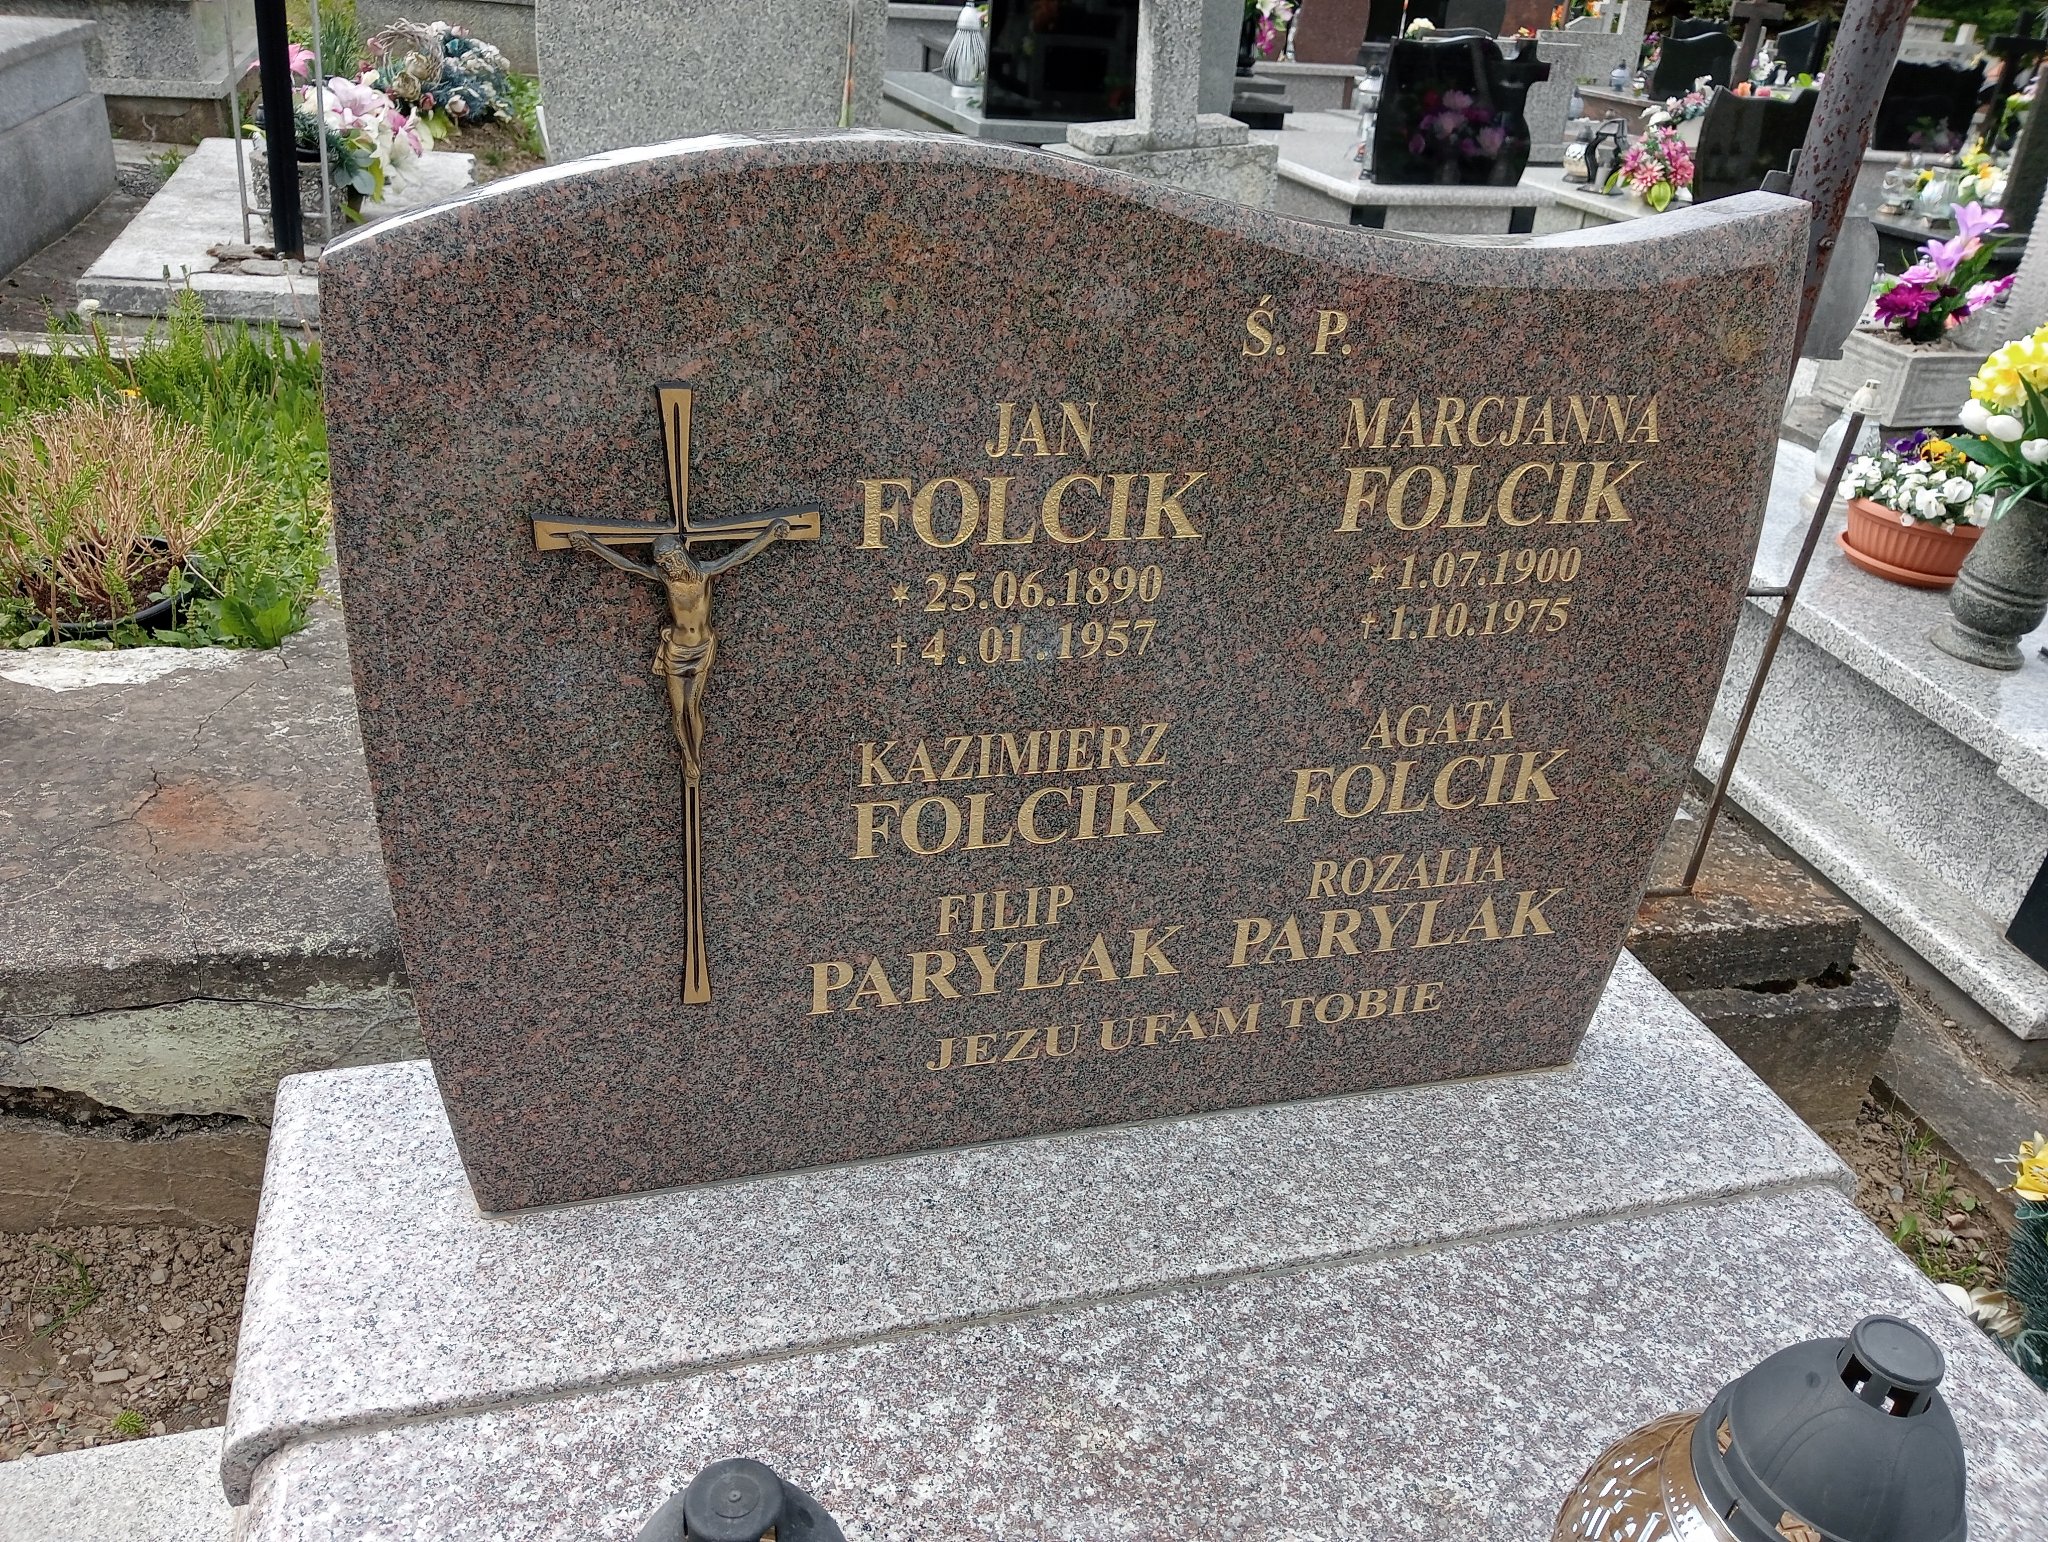 Ś. P.
JAN
FOLCIK
* 25.06.1890
† 4.01.1957
MARCJANNA
FOLCIK
* 1.07.1900
† 1.10.1975
KAZIMIERZ
FOLCIK
AGATA
FOLCIK
FILIP
PARYLAK
ROZALIA
PARYLAK
JEZU UFAM TOBIE